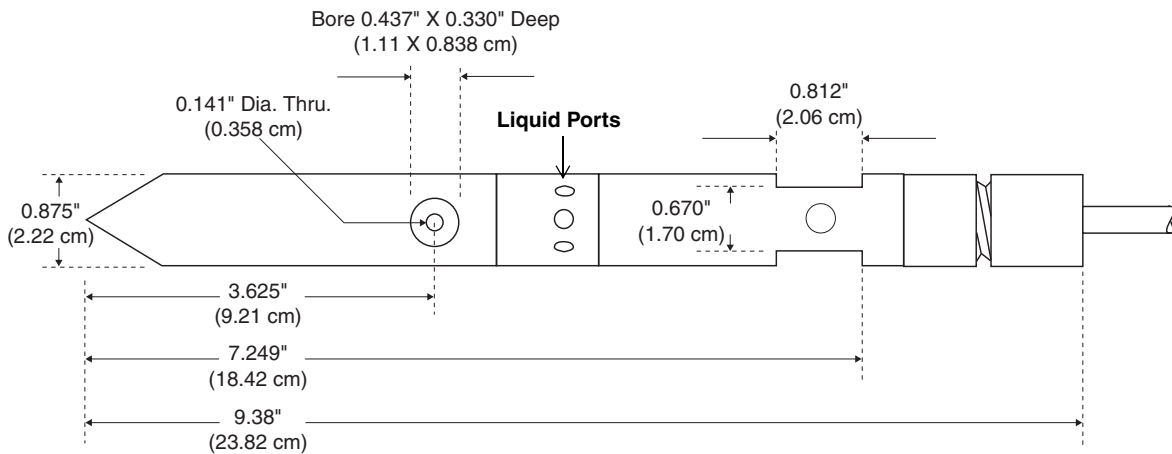 Bore 0.437" X 0.330" Deep
(1.11 X 0.838 cm)
0.141" Dia. Thru.
(0.358 cm)
Liquid Ports
0.812"
(2.06 cm)
0.875"
(2.22 cm)
0.670"
(1.70 cm)
3.625"
(9.21 cm)
7.249"
(18.42 cm)
9.38"
(23.82 cm)